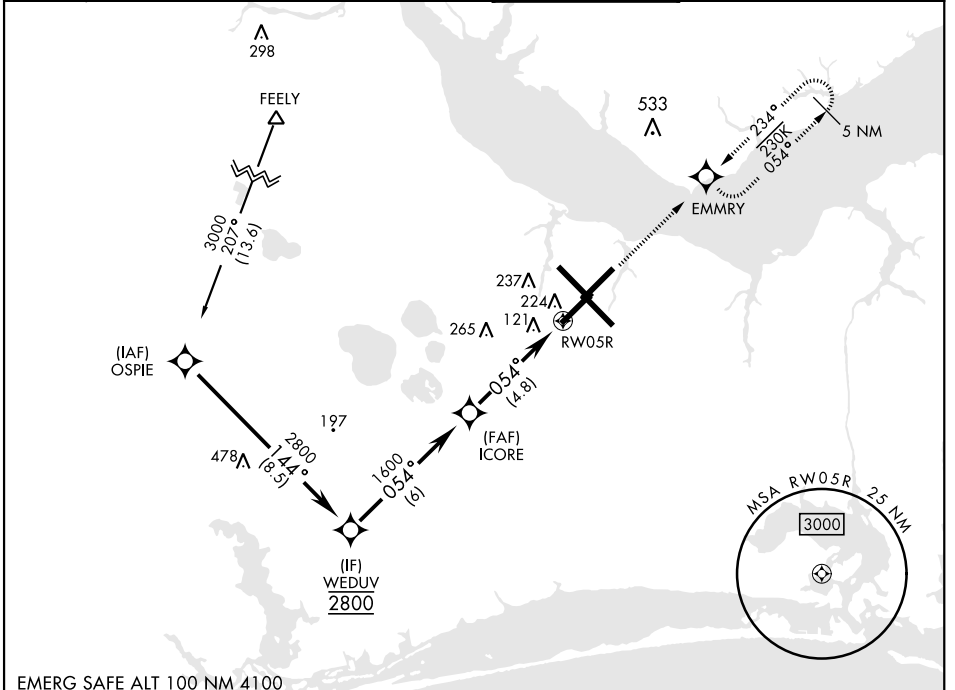 298
FEELY
533
5 NM
234°
230K
054°
EMMRY
3000
207°
(13.6)
237
224
121
265
RW05R
(IAF)
OSPIE
054°
(4.8)
(FAF)
ICORE
197
478
2800
144°
(8.5)
1600
054°
(6)
(IF)
WEDUV
2800
MSA RW05R 25 NM
3000
EMERG SAFE ALT 100 NM 4100